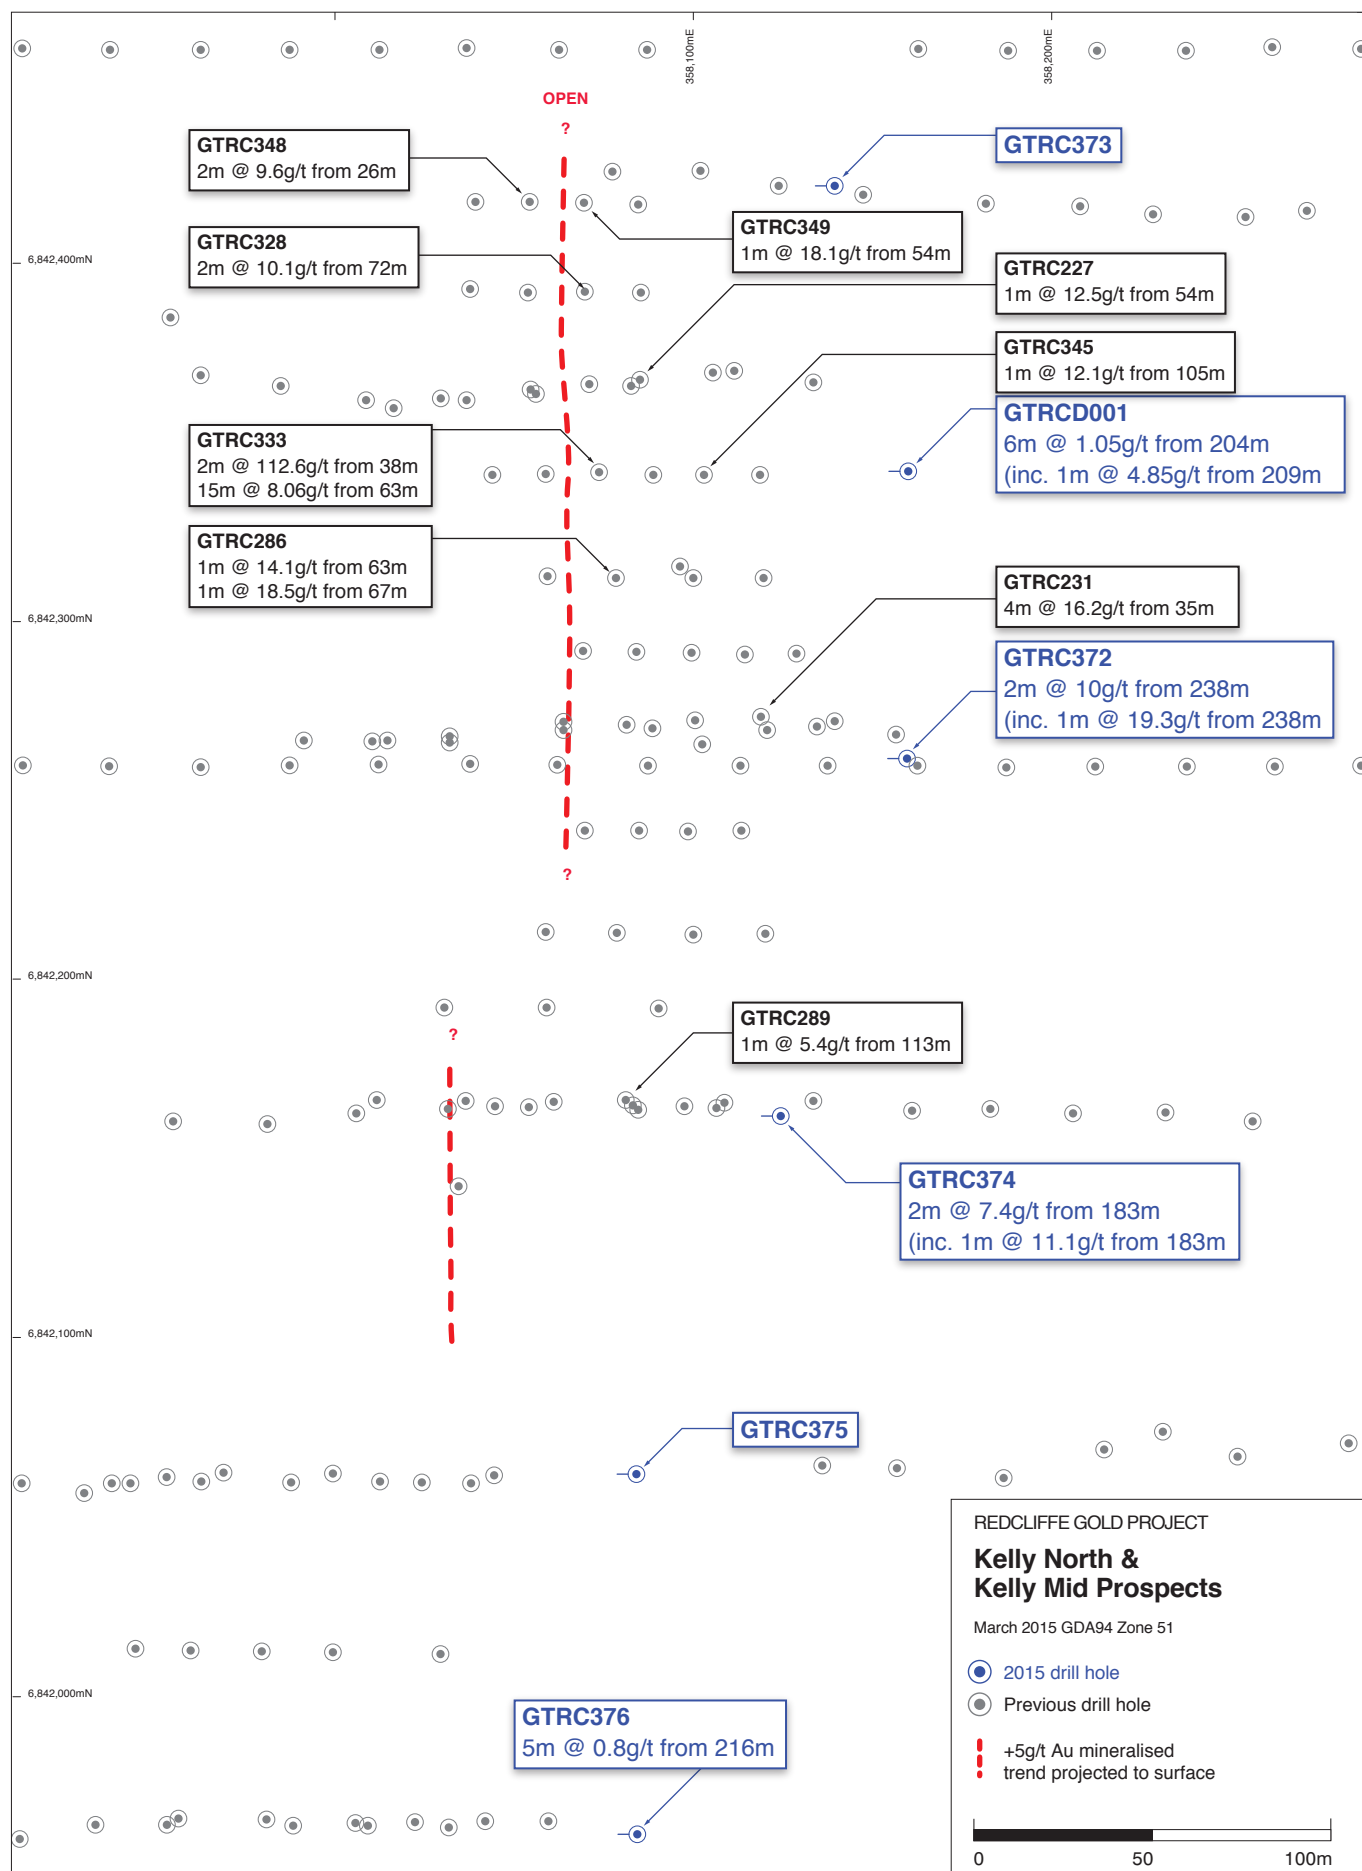 358,100mE
358,200mE
OPEN
?
GTRC348
2m @ 9.6g/t from 26m
GTRC373
GTRC328
2m @ 10.1g/t from 72m
GTRC349
1m @ 18.1g/t from 54m
6,842,400mN
GTRC227
1m @ 12.5g/t from 54m
GTRC345
1m @ 12.1g/t from 105m
GTRCD001
6m @ 1.05g/t from 204m
(inc. 1m @ 4.85g/t from 209m
GTRC333
2m @ 112.6g/t from 38m
15m @ 8.06g/t from 63m
GTRC286
1m @ 14.1g/t from 63m
1m @ 18.5g/t from 67m
GTRC231
4m @ 16.2g/t from 35m
6,842,300mN
GTRC372
2m @ 10g/t from 238m
(inc. 1m @ 19.3g/t from 238m
?
6,842,200mN
GTRC289
1m @ 5.4g/t from 113m
?
GTRC374
2m @ 7.4g/t from 183m
(inc. 1m @ 11.1g/t from 183m
6,842,100mN
GTRC375
REDCLIFFE GOLD PROJECT
Kelly North &
Kelly Mid Prospects
March 2015 GDA94 Zone 51
2015 drill hole
Previous drill hole
+5g/t Au mineralised
trend projected to surface
0 50 100m
6,842,000mN
GTRC376
5m @ 0.8g/t from 216m